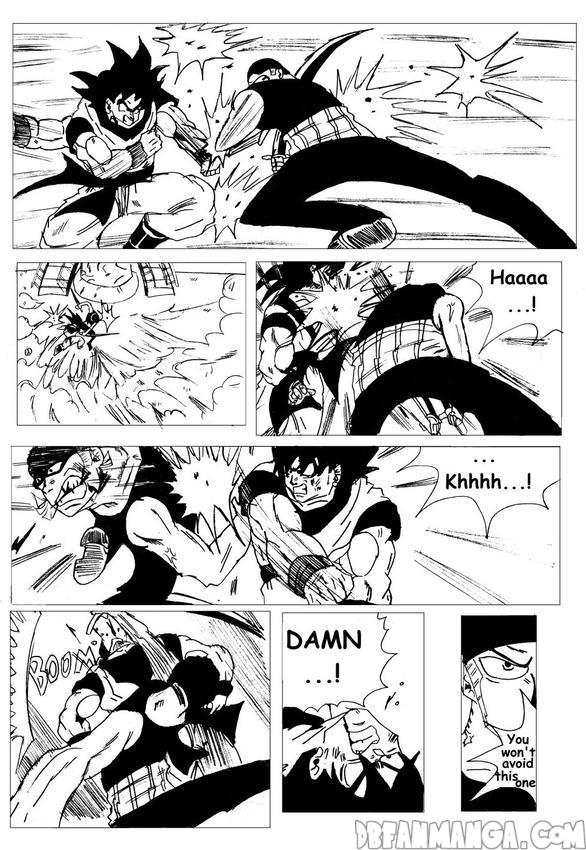 Haaaa
...!
...
Khhhh...!
BOOM
DAMN
...!
You
won't
avoid
this one
DBFANMANGA.COM